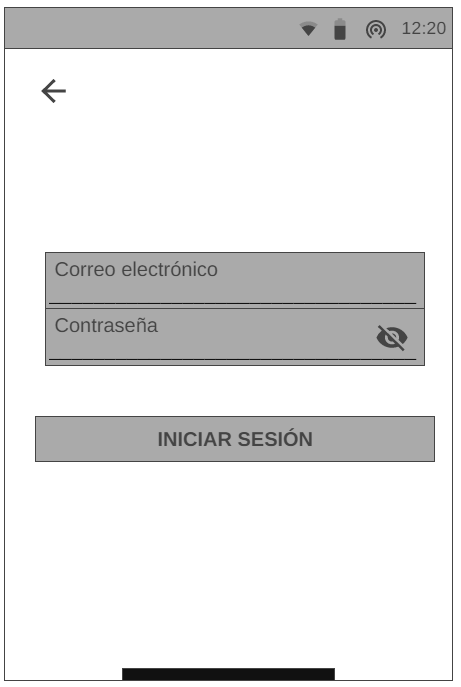 12:20
Correo electrónico
Contraseña
INICIAR SESIÓN